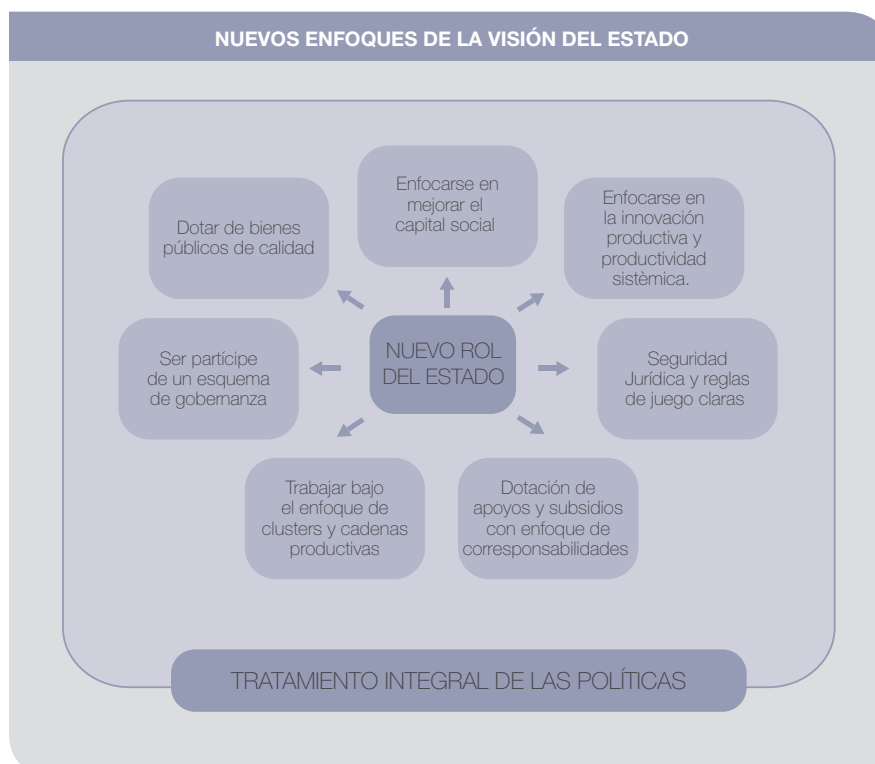 NUEVOS ENFOQUES DE LA VISIÓN DEL ESTADO
Enfocarse en
mejorar el
capital social
Dotar de bienes
públicos de calidad
Enfocarse en
la innovación
productiva y
productividad
sistèmica.
Ser partícipe
de un esquema
de gobernanza
NUEVO ROL
DEL ESTADO
Seguridad
Jurídica y reglas
de juego claras
Trabajar bajo
el enfoque de
clusters y cadenas
productivas
Dotación de
apoyos y subsidios
con enfoque de
corresponsabilidades
TRATAMIENTO INTEGRAL DE LAS POLÍTICAS